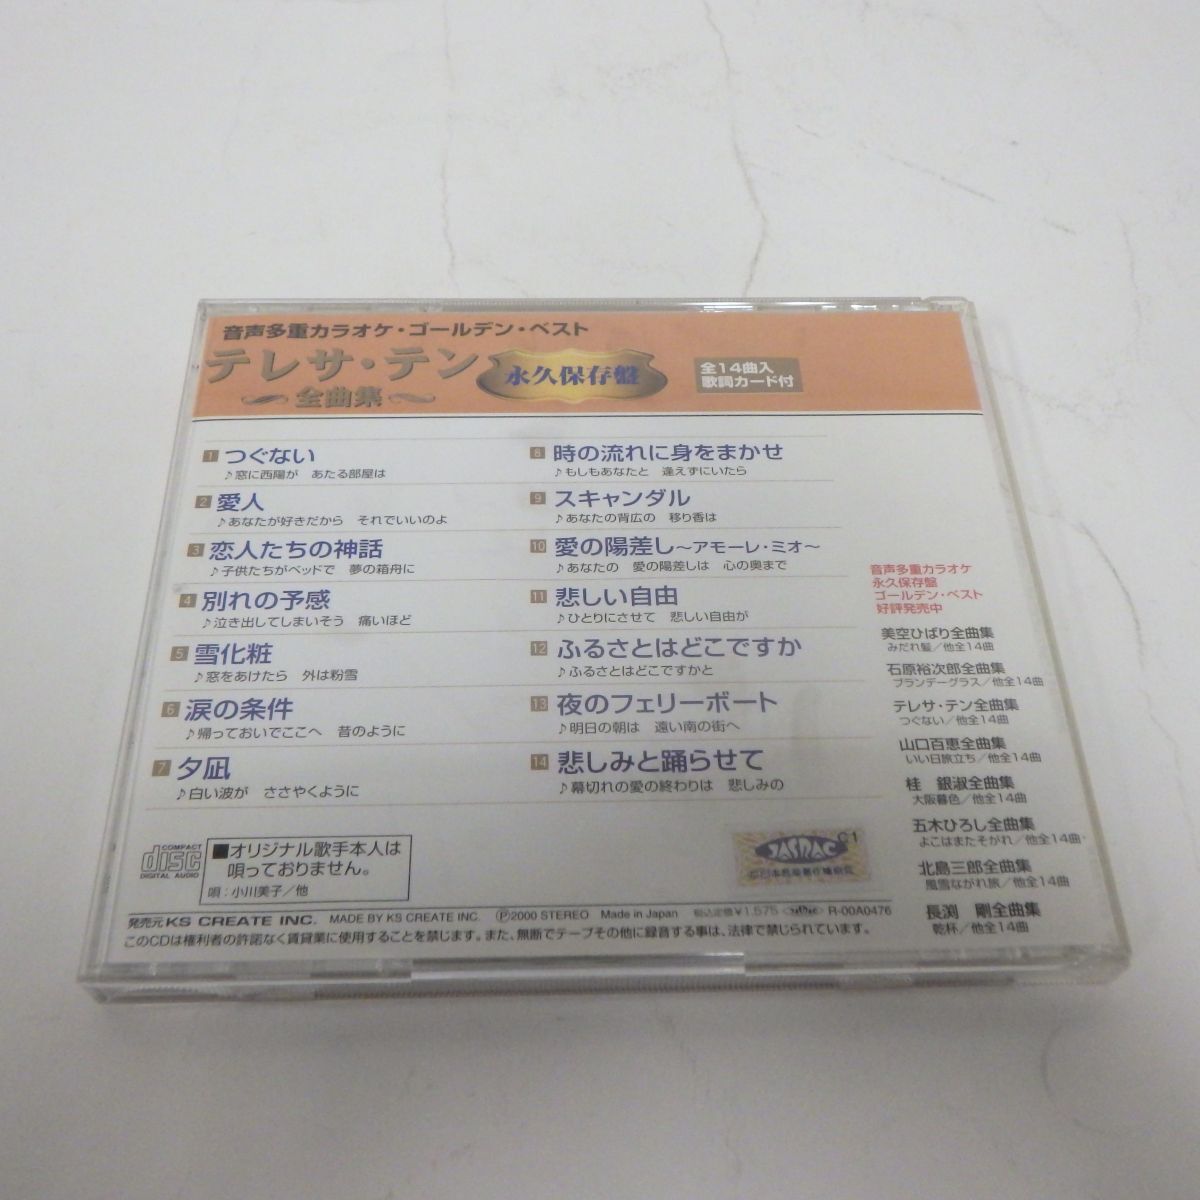 音声多重カラオケ・ゴールデン・ベスト
テレサ・テン
全曲集
永久保存盤
全14曲入
歌詞カード付
1 つぐない
♪窓に西陽が あたる部屋は
2 愛人
♪あなたが好きだから それでいいのよ
3 恋人たちの神話
♪子供たちがベッドで 夢の箱舟に
4 別れの予感
♪泣き出してしまいそう 痛いほど
5 雪化粧
♪窓をあけたら 外は粉雪
6 涙の条件
♪帰っておいでここへ 昔のように
7 夕凪
♪白い波が ささやくように
8 時の流れに身をまかせ
♪もしもあなたと 逢えずにいたら
9 スキャンダル
♪あなたの背広の 移り香は
10 愛の陽差し〜アモーレ・ミオ〜
♪あなたの 愛の陽差しは 心の奥まで
11 悲しい自由
♪ひとりにさせて 悲しい自由が
12 ふるさとはどこですか
♪ふるさとはどこですかと
13 夜のフェリーボート
♪明日の朝は 遠い南の街へ
14 悲しみと踊らせて
♪幕切れの愛の終わりは 悲しみの
音声多重カラオケ
永久保存盤
ゴールデン・ベスト
好評発売中
美空ひばり全曲集
みだれ髪／他全14曲
石原裕次郎全曲集
ブランデーグラス／他全14曲
テレサ・テン全曲集
つぐない／他全14曲
山口百恵全曲集
いい日旅立ち／他全14曲
桂 銀淑全曲集
大阪暮色／他全14曲
五木ひろし全曲集
よこはまたそがれ／他全14曲
北島三郎全曲集
風雪ながれ旅／他全14曲
長渕 剛全曲集
乾杯／他全14曲
COMPACT
disc
DIGITAL AUDIO
■オリジナル歌手本人は
唄っておりません。
唄：小川美子／他
JASRAC
C1
発売元 KS CREATE INC. MADE BY KS CREATE INC. Ⓟ2000 STEREO Made in Japan 税込定価¥1,575 <JASRAC> R-00A0476
このCDは権利者の許諾なく賃貸業に使用することを禁じます。また、無断でテープその他に録音する事は、法律で禁じられています。